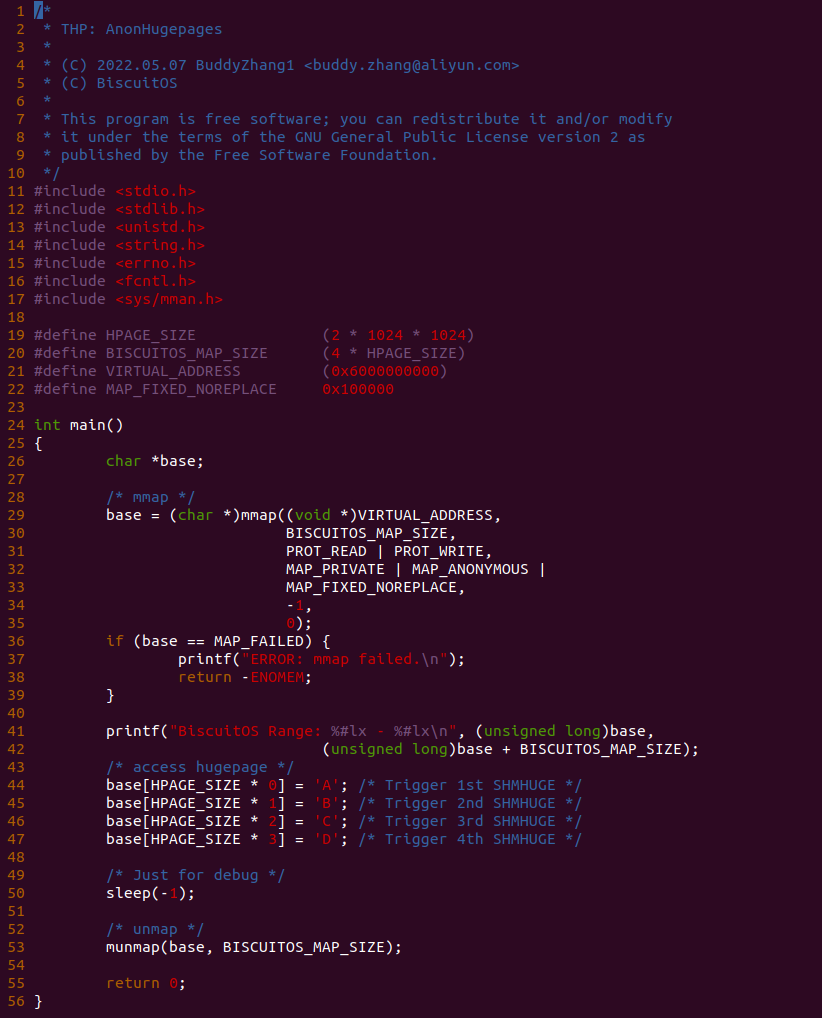 1 /*
2  * THP: AnonHugepages
3  *
4  * (C) 2022.05.07 BuddyZhang1 <buddy.zhang@aliyun.com>
5  * (C) BiscuitOS
6  *
7  * This program is free software; you can redistribute it and/or modify
8  * it under the terms of the GNU General Public License version 2 as
9  * published by the Free Software Foundation.
10  */
11 #include <stdio.h>
12 #include <stdlib.h>
13 #include <unistd.h>
14 #include <string.h>
15 #include <errno.h>
16 #include <fcntl.h>
17 #include <sys/mman.h>
18
19 #define HPAGE_SIZE              (2 * 1024 * 1024)
20 #define BISCUITOS_MAP_SIZE      (4 * HPAGE_SIZE)
21 #define VIRTUAL_ADDRESS         (0x6000000000)
22 #define MAP_FIXED_NOREPLACE     0x100000
23
24 int main()
25 {
26         char *base;
27
28         /* mmap */
29         base = (char *)mmap((void *)VIRTUAL_ADDRESS,
30                             BISCUITOS_MAP_SIZE,
31                             PROT_READ | PROT_WRITE,
32                             MAP_PRIVATE | MAP_ANONYMOUS |
33                             MAP_FIXED_NOREPLACE,
34                             -1,
35                             0);
36         if (base == MAP_FAILED) {
37                 printf("ERROR: mmap failed.\n");
38                 return -ENOMEM;
39         }
40
41         printf("BiscuitOS Range: %#lx - %#lx\n", (unsigned long)base,
42                                 (unsigned long)base + BISCUITOS_MAP_SIZE);
43         /* access hugepage */
44         base[HPAGE_SIZE * 0] = 'A'; /* Trigger 1st SHMHUGE */
45         base[HPAGE_SIZE * 1] = 'B'; /* Trigger 2nd SHMHUGE */
46         base[HPAGE_SIZE * 2] = 'C'; /* Trigger 3rd SHMHUGE */
47         base[HPAGE_SIZE * 3] = 'D'; /* Trigger 4th SHMHUGE */
48
49         /* Just for debug */
50         sleep(-1);
51
52         /* unmap */
53         munmap(base, BISCUITOS_MAP_SIZE);
54
55         return 0;
56 }